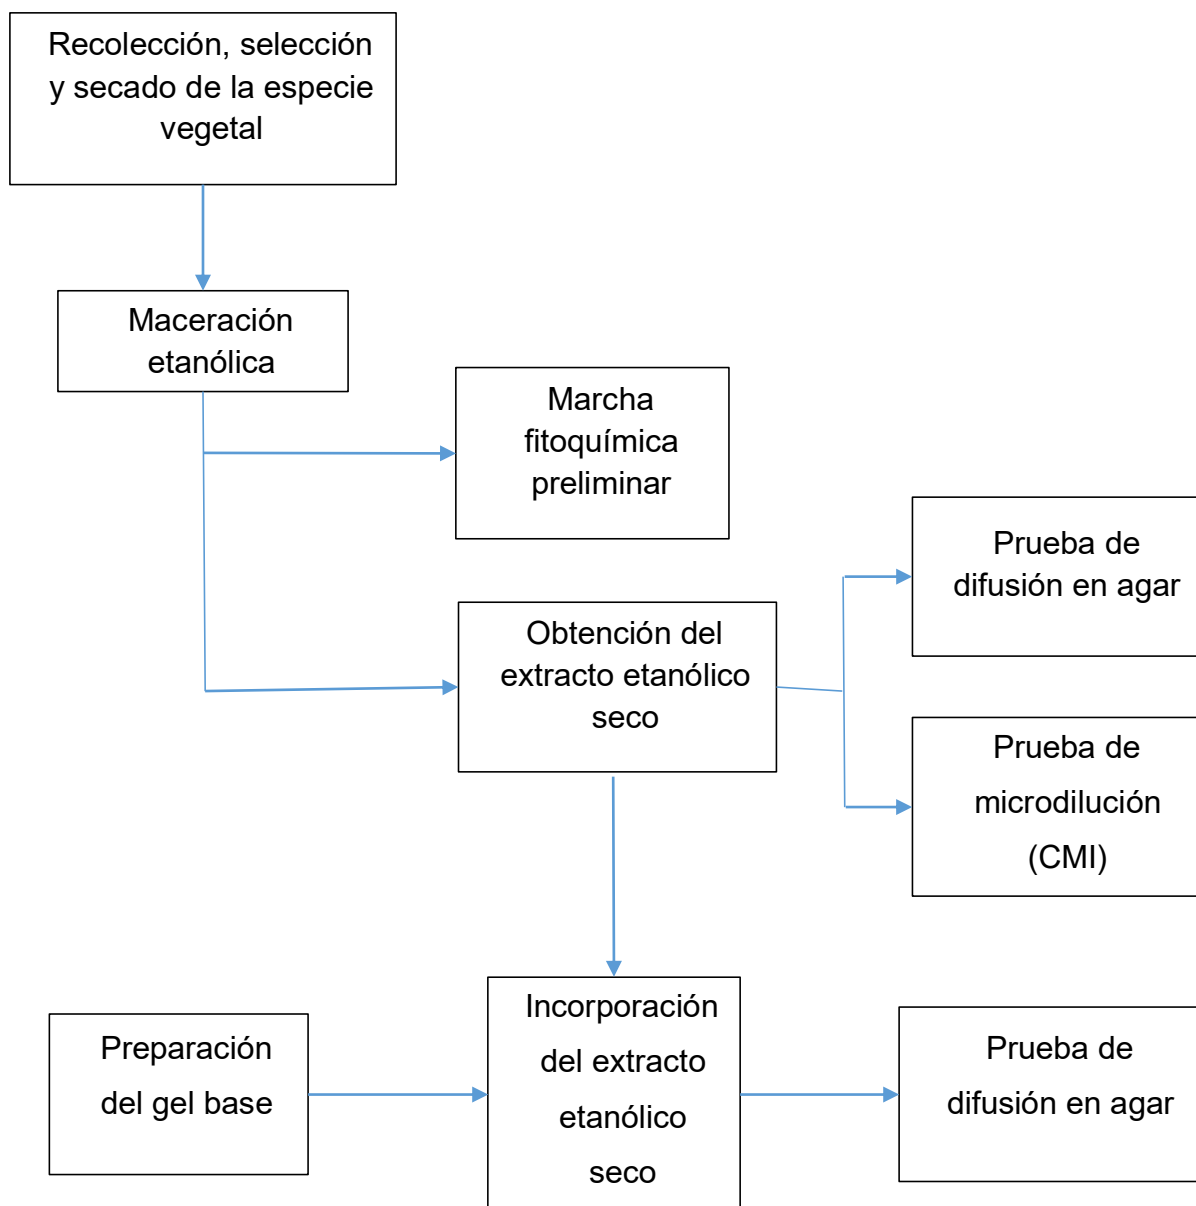 Recolección, selección
y secado de la especie
vegetal
Maceración
etanólica
Marcha
fitoquímica
preliminar
Prueba de
difusión en agar
Obtención del
extracto etanólico
seco
Prueba de
microdilución
(CMI)
Incorporación
del extracto
etanólico
seco
Preparación
del gel base
Prueba de
difusión en agar